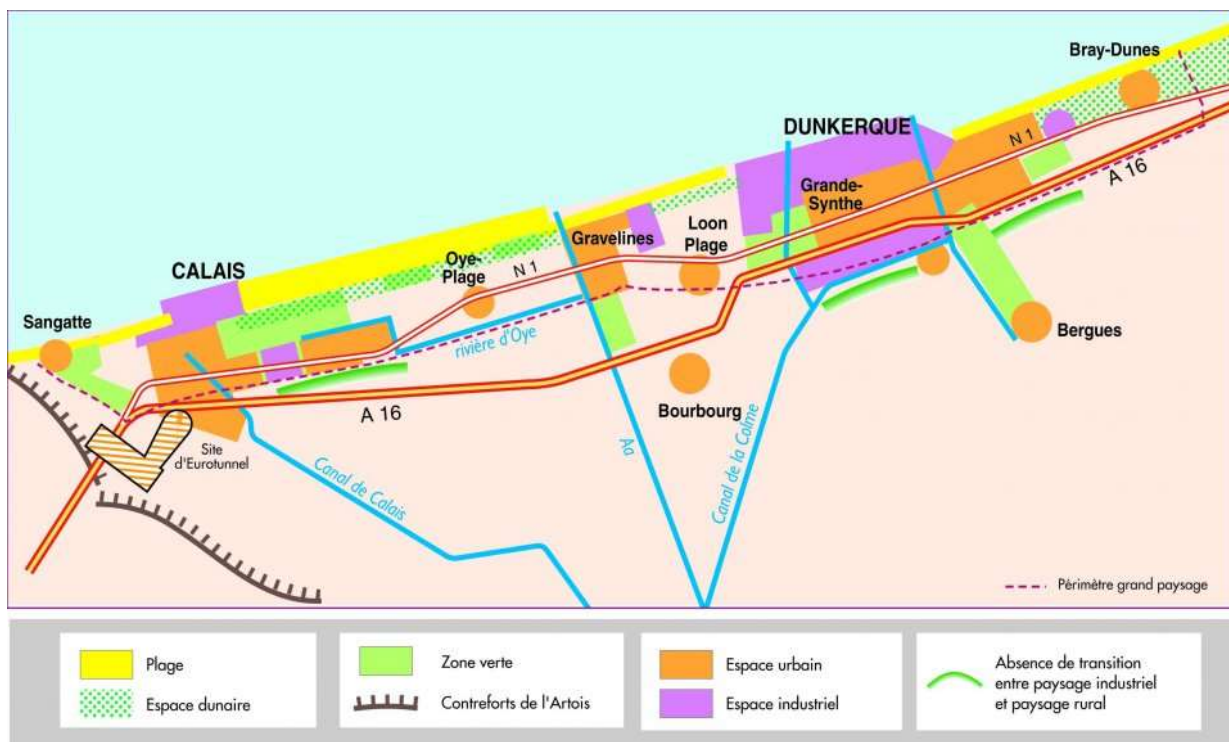 Bray-Dunes
DUNKERQUE
N 1
A 16
Grande-
Synthe
Loon
Plage
Gravelines
Oye-
Plage
N 1
CALAIS
Sangatte
rivière d'Oye
Bergues
Bourbourg
A 16
Aa
Canal de la Colme
Site
d'Eurotunnel
Canal de Calais
Périmètre grand paysage
Plage
Espace dunaire
Zone verte
Contreforts de l'Artois
Espace urbain
Espace industriel
Absence de transition
entre paysage industriel
et paysage rural